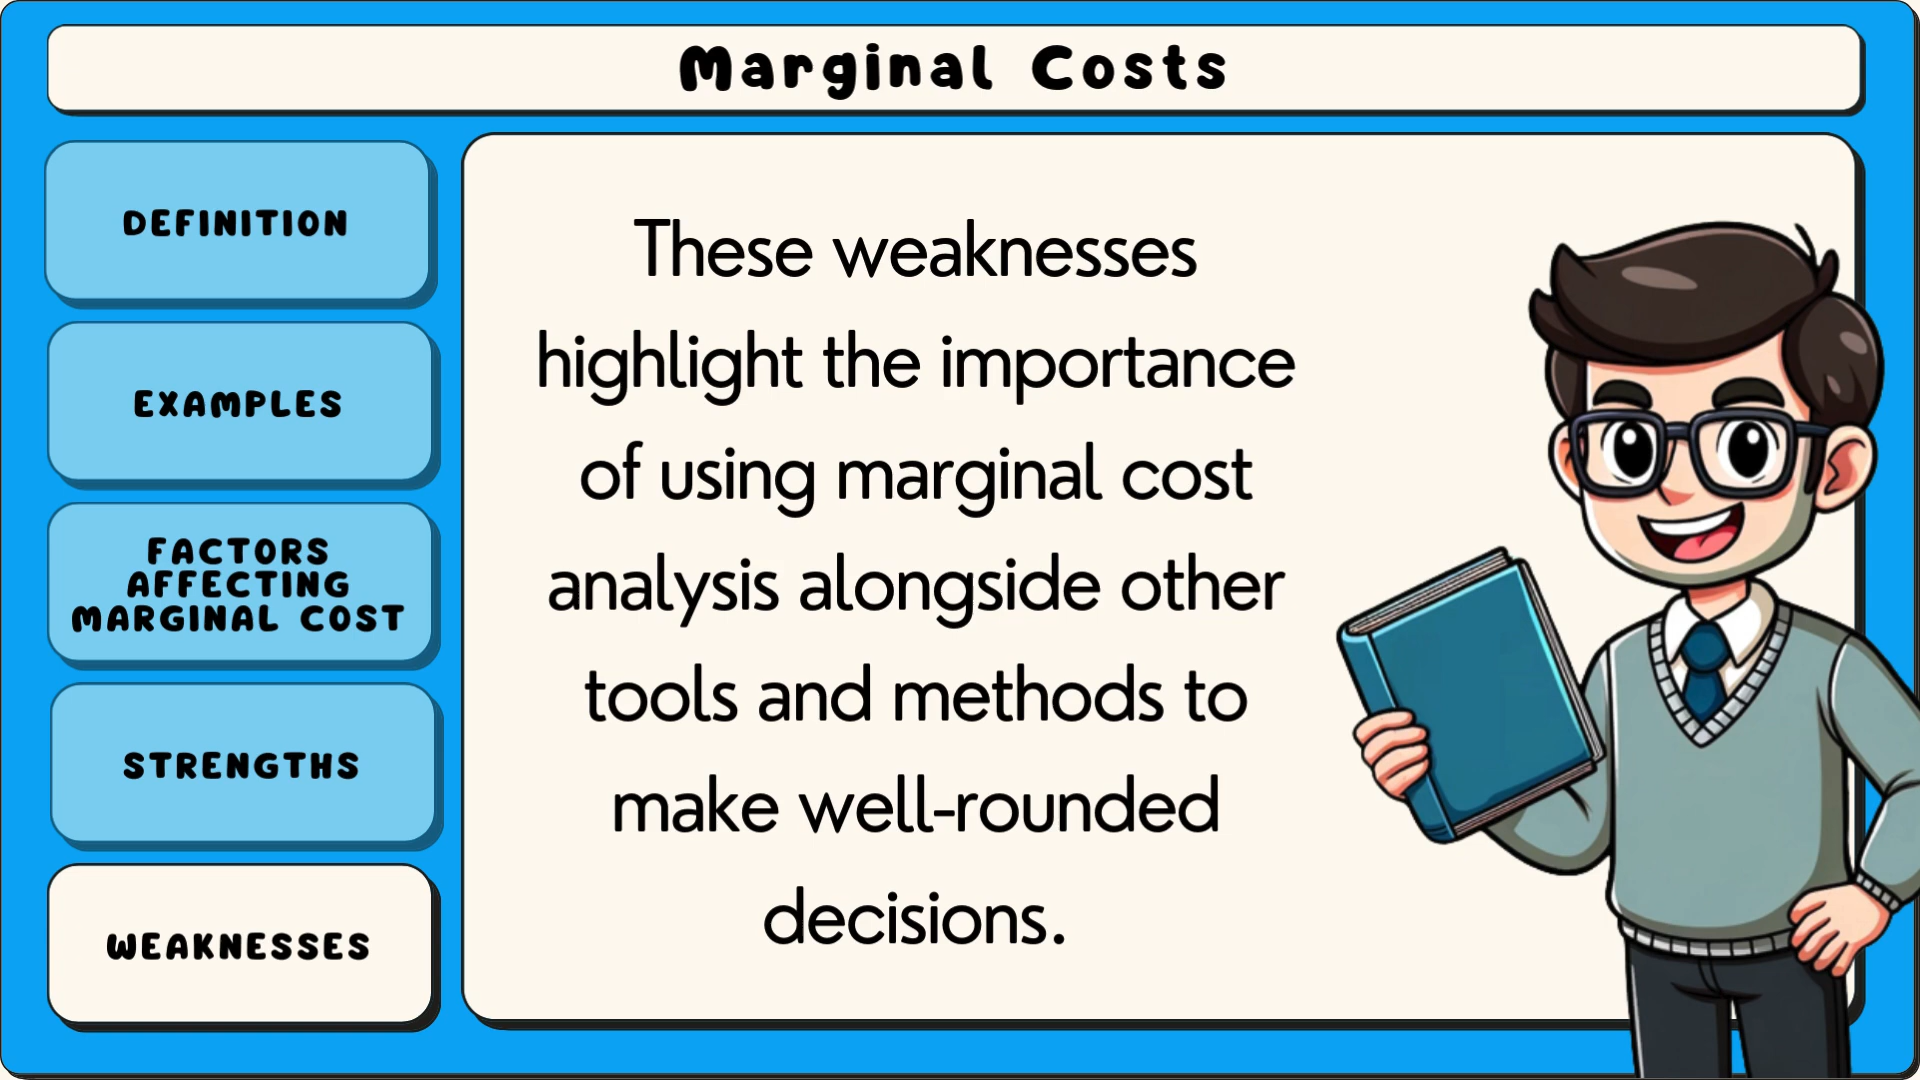 Marginal Costs
DEFINITION
EXAMPLES
FACTORS
AFFECTING
MARGINAL COST
STRENGTHS
WEAKNESSES
These weaknesses
highlight the importance
of using marginal cost
analysis alongside other
tools and methods to
make well-rounded
decisions.